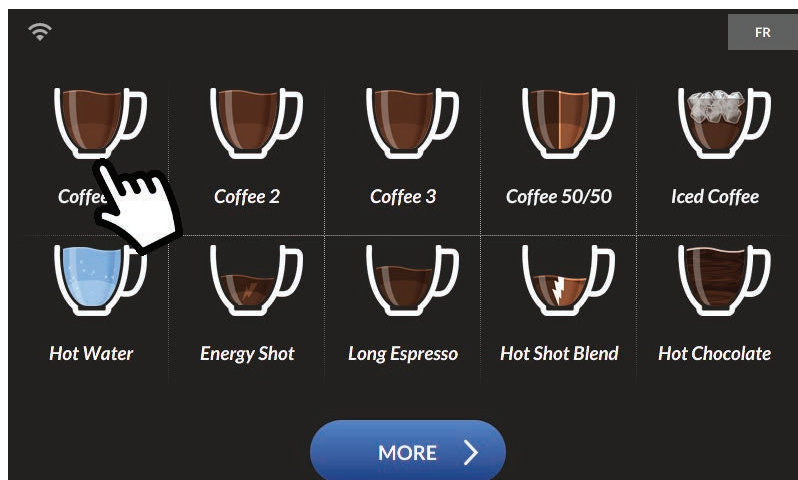 FR
Coffee
Coffee 2
Coffee 3
Coffee 50/50
Iced Coffee
Hot Water
Energy Shot
Long Espresso
Hot Shot Blend
Hot Chocolate
MORE